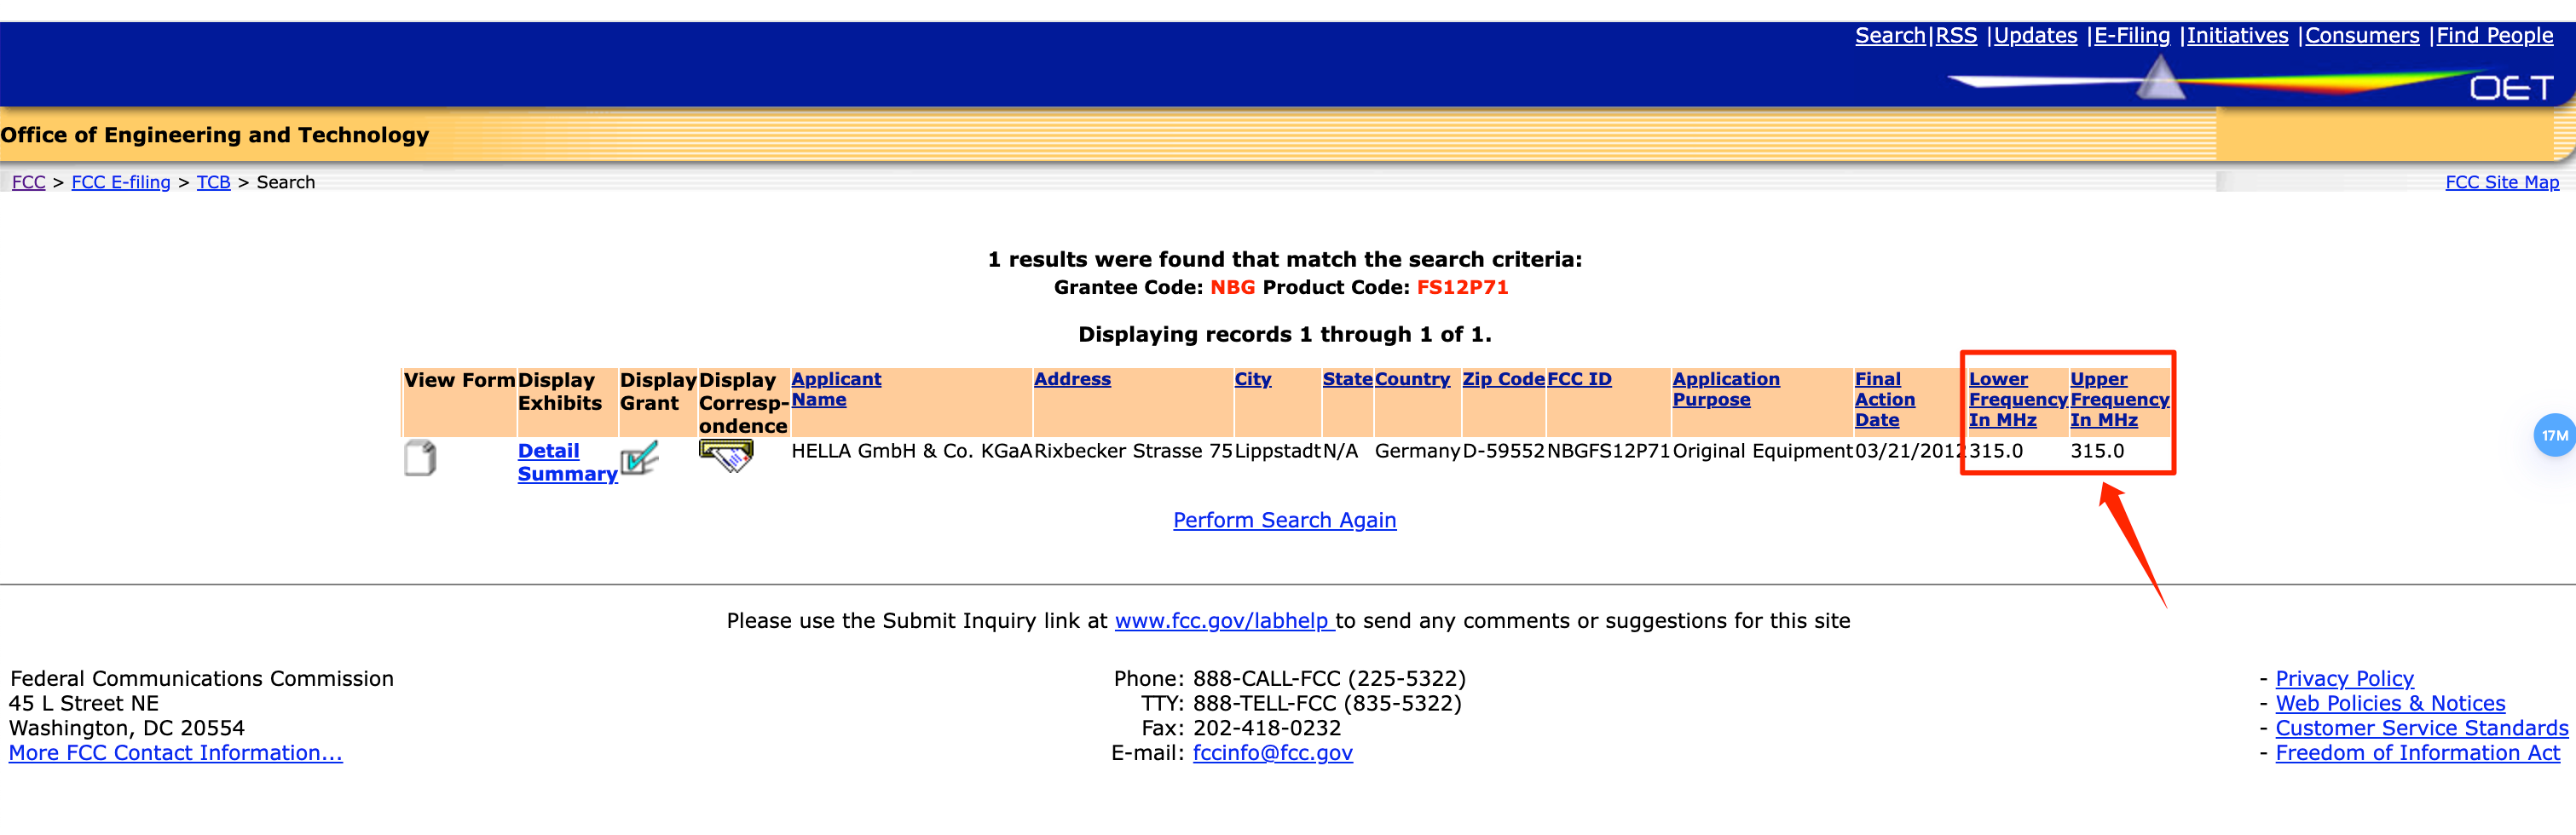 Search|RSS |Updates |E-Filing |Initiatives |Consumers |Find People
OET
Office of Engineering and Technology
FCC > FCC E-filing > TCB > Search
FCC Site Map
1 results were found that match the search criteria:
Grantee Code: NBG Product Code: FS12P71
Displaying records 1 through 1 of 1.
View Form Display Exhibits Display Grant Display Corresp-ondence Applicant Name Address City State Country Zip Code FCC ID Application Purpose Final Action Date Lower Frequency In MHz Upper Frequency In MHz
Detail Summary HELLA GmbH & Co. KGaA Rixbecker Strasse 75 Lippstadt N/A Germany D-59552 NBGFS12P71 Original Equipment 03/21/2012 315.0 315.0
17M
Perform Search Again
Please use the Submit Inquiry link at www.fcc.gov/labhelp to send any comments or suggestions for this site
Federal Communications Commission
45 L Street NE
Washington, DC 20554
More FCC Contact Information...
Phone: 888-CALL-FCC (225-5322)
TTY: 888-TELL-FCC (835-5322)
Fax: 202-418-0232
E-mail: fccinfo@fcc.gov
- Privacy Policy
- Web Policies & Notices
- Customer Service Standards
- Freedom of Information Act